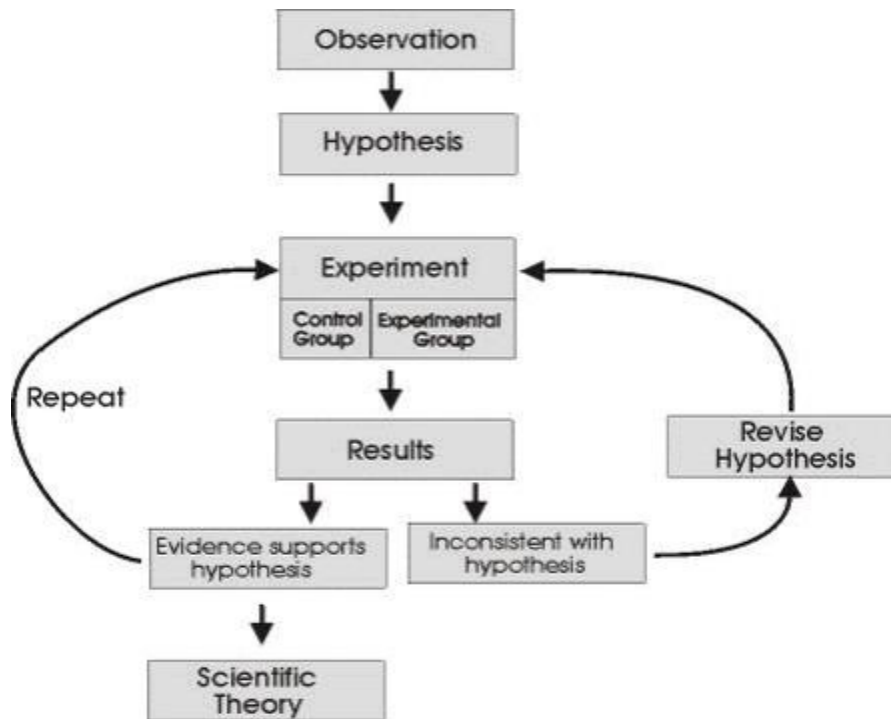 Observation
Hypothesis
Experiment
Control
Group
Experimental
Group
Repeat
Results
Revise
Hypothesis
Evidence supports
hypothesis
Inconsistent with
hypothesis
Scientific
Theory